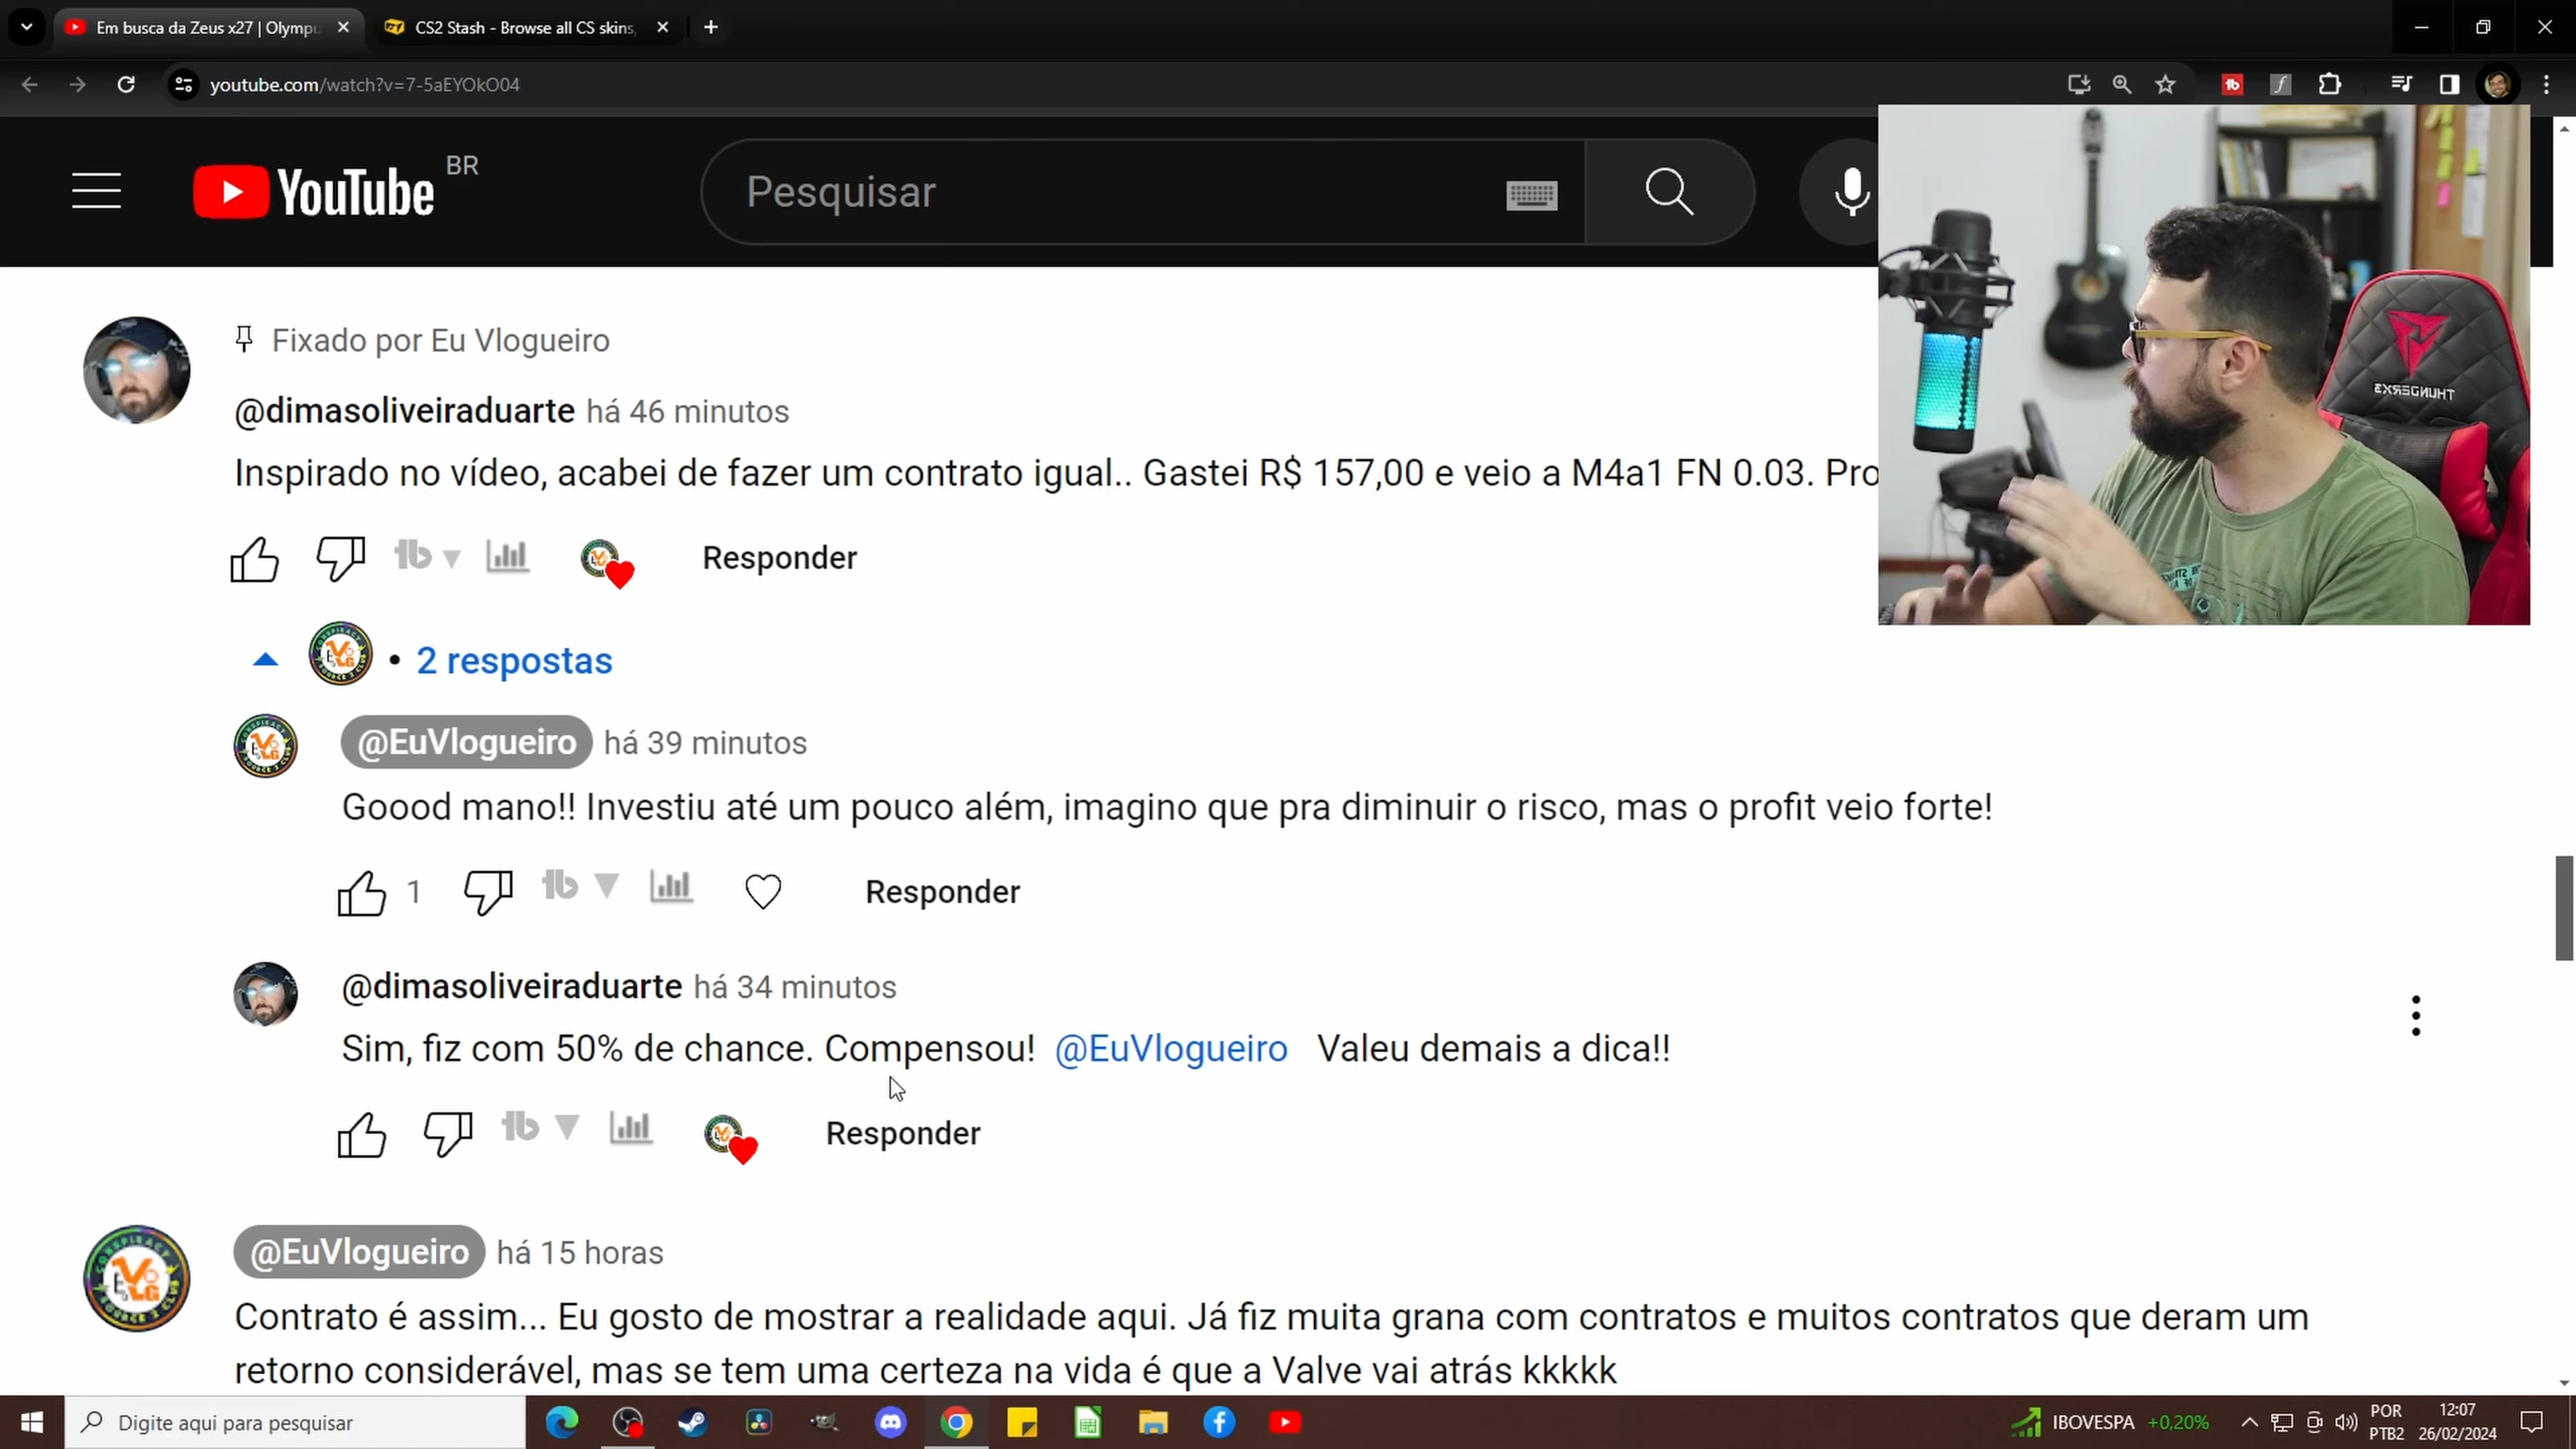 Em busca da Zeus x27 | Olympu
CS2 Stash - Browse all CS skins,
youtube.com/watch?v=7-5aEYOkO04
YouTube BR
Pesquisar
THUNDERX3
Fixado por Eu Vlogueiro
@dimasoliveiraduarte há 46 minutos
Inspirado no vídeo, acabei de fazer um contrato igual.. Gastei R$ 157,00 e veio a M4a1 FN 0.03. Pro
Responder
2 respostas
@EuVlogueiro há 39 minutos
Goood mano!! Investiu até um pouco além, imagino que pra diminuir o risco, mas o profit veio forte!
1
Responder
@dimasoliveiraduarte há 34 minutos
Sim, fiz com 50% de chance. Compensou! @EuVlogueiro Valeu demais a dica!!
Responder
@EuVlogueiro há 15 horas
Contrato é assim... Eu gosto de mostrar a realidade aqui. Já fiz muita grana com contratos e muitos contratos que deram um
retorno considerável, mas se tem uma certeza na vida é que a Valve vai atrás kkkkk
Digite aqui para pesquisar
IBOVESPA +0,20%
POR
PTB2
12:07
26/02/2024